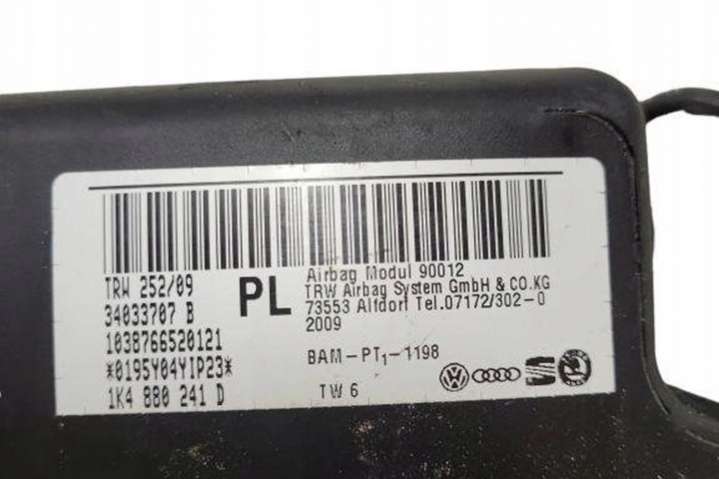 TRW 252/09
34033707 B
1038766520121
*0195Y04YIP23*
1K4 880 241 D
PL
Airbag Modul 90012
TRW Airbag System GmbH & CO.KG
73553 Alfdorf Tel.07172/302-0
2009
BAM-PT1-1198
TW 6